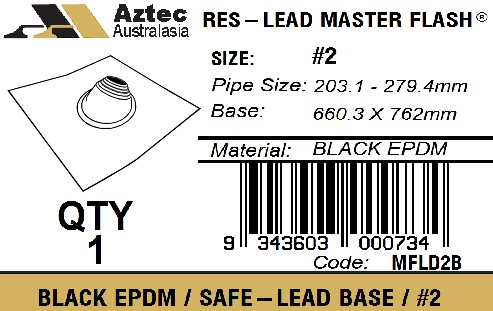 Aztec
Australasia
RES – LEAD MASTER FLASH®
SIZE: #2
Pipe Size: 203.1 - 279.4mm
Base: 660.3 X 762mm
Material: BLACK EPDM
QTY
1
9 343603 000734
Code: MFLD2B
BLACK EPDM / SAFE – LEAD BASE / #2